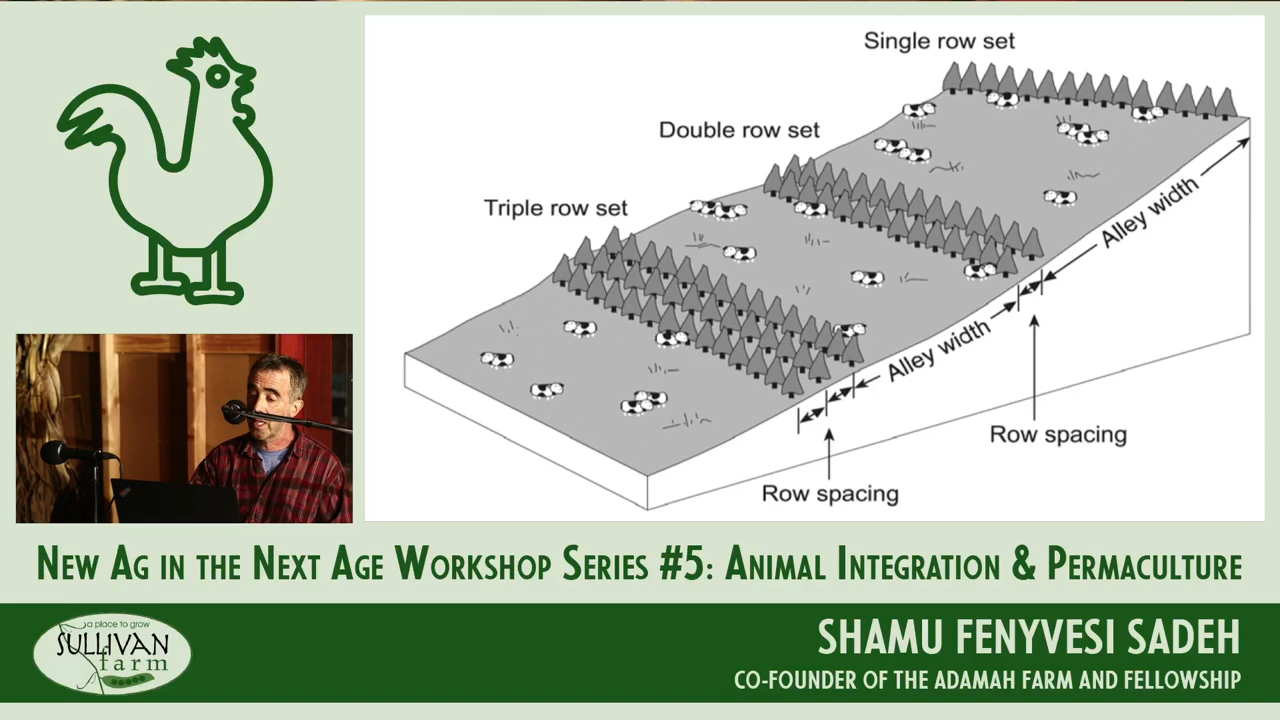 Single row set
Double row set
Triple row set
Alley width
Alley width
Row spacing
Row spacing
NEW AG IN THE NEXT AGE WORKSHOP SERIES #5: ANIMAL INTEGRATION & PERMACULTURE
a place to grow
SULLIVAN
farm
SHAMU FENYVESI SADEH
CO-FOUNDER OF THE ADAMAH FARM AND FELLOWSHIP